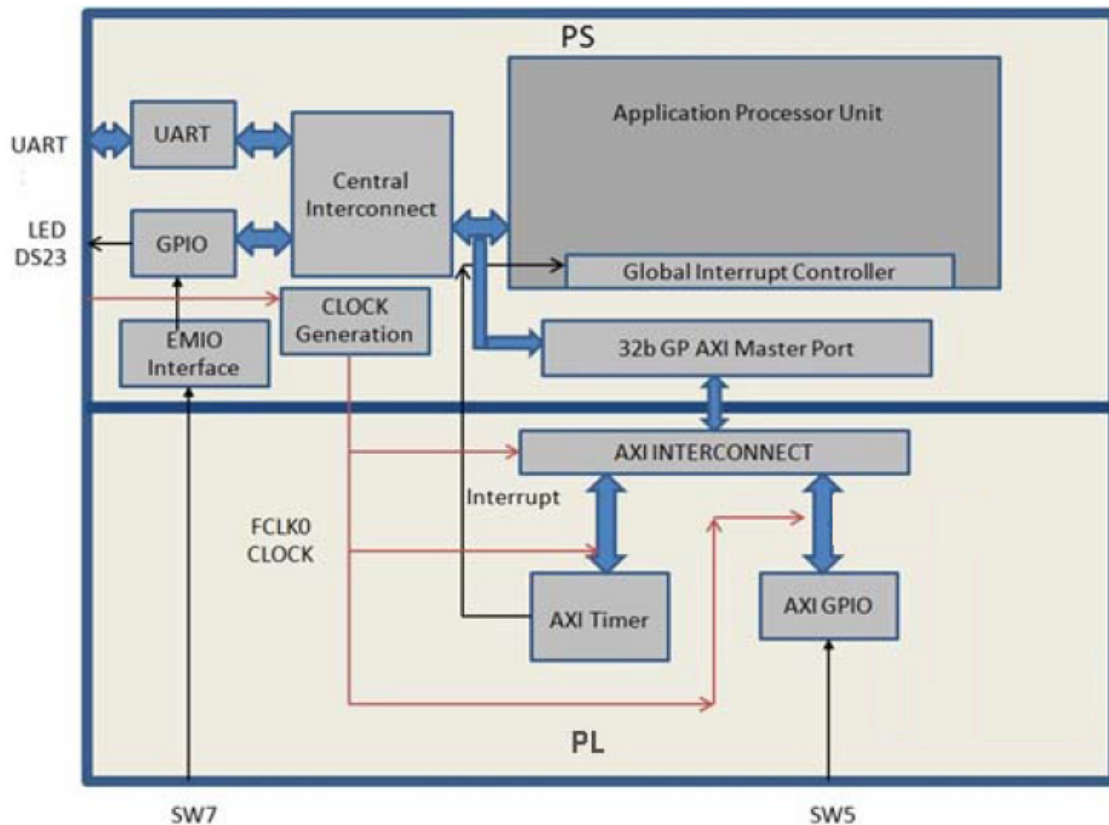 PS
Application Processor Unit
UART
UART
Central
Interconnect
LED
DS23
GPIO
Global Interrupt Controller
CLOCK
Generation
EMIO
Interface
32b GP AXI Master Port
AXI INTERCONNECT
Interrupt
FCLK0
CLOCK
AXI Timer
AXI GPIO
PL
SW7
SW5